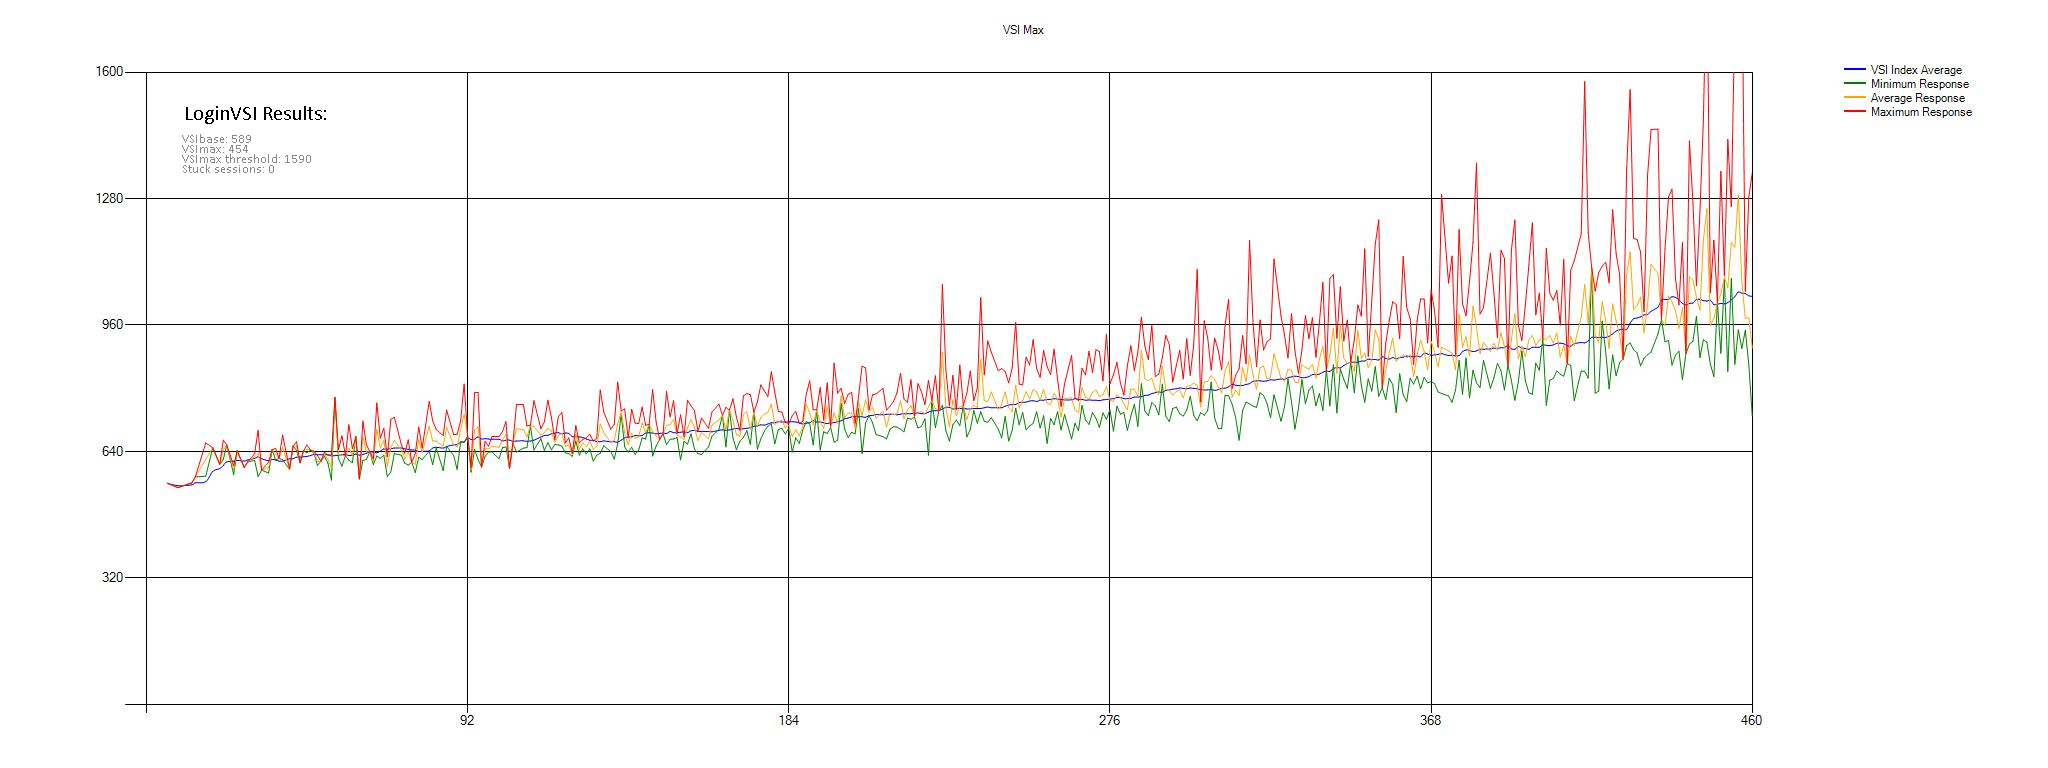 VSI Max
1600
1280
960
640
320
92
184
276
368
460
LoginVSI Results:
VSIbase: 589
VSImax: 454
VSImax threshold: 1590
Stuck sessions: 0
VSI Index Average
Minimum Response
Average Response
Maximum Response